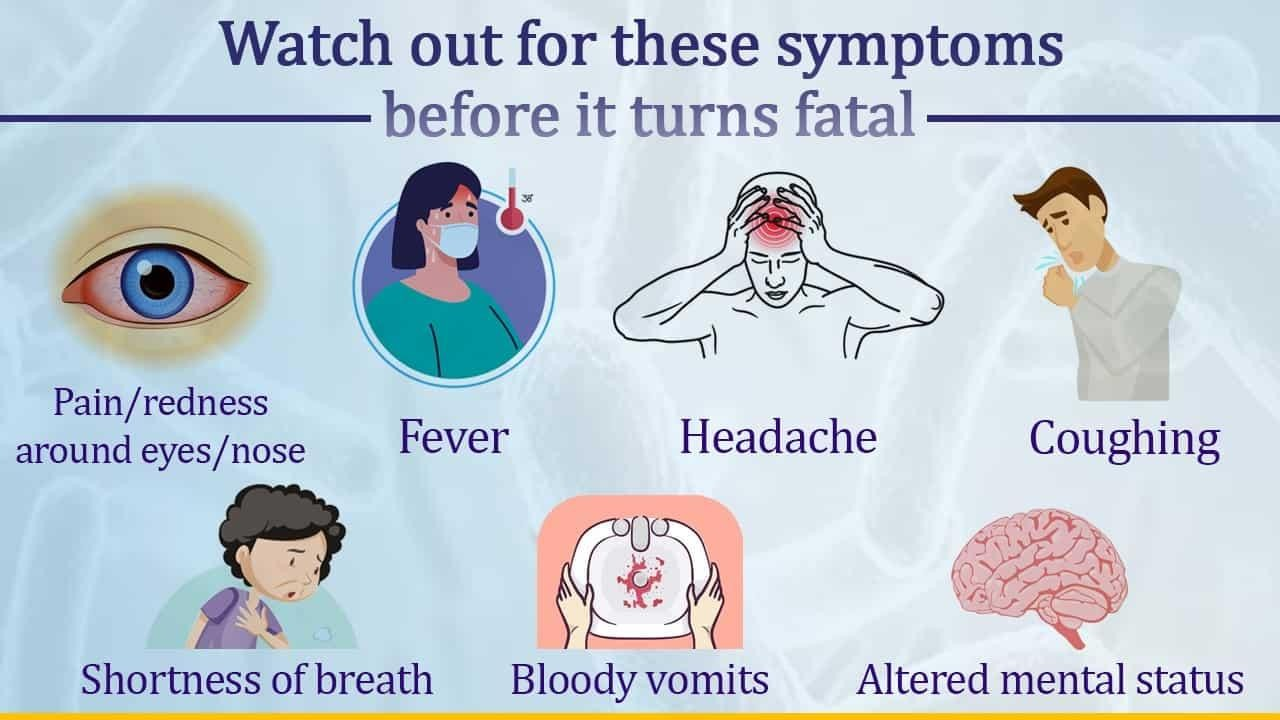 Watch out for these symptoms
before it turns fatal
38°
Pain/redness
around eyes/nose
Fever
Headache
Coughing
Shortness of breath
Bloody vomits
Altered mental status